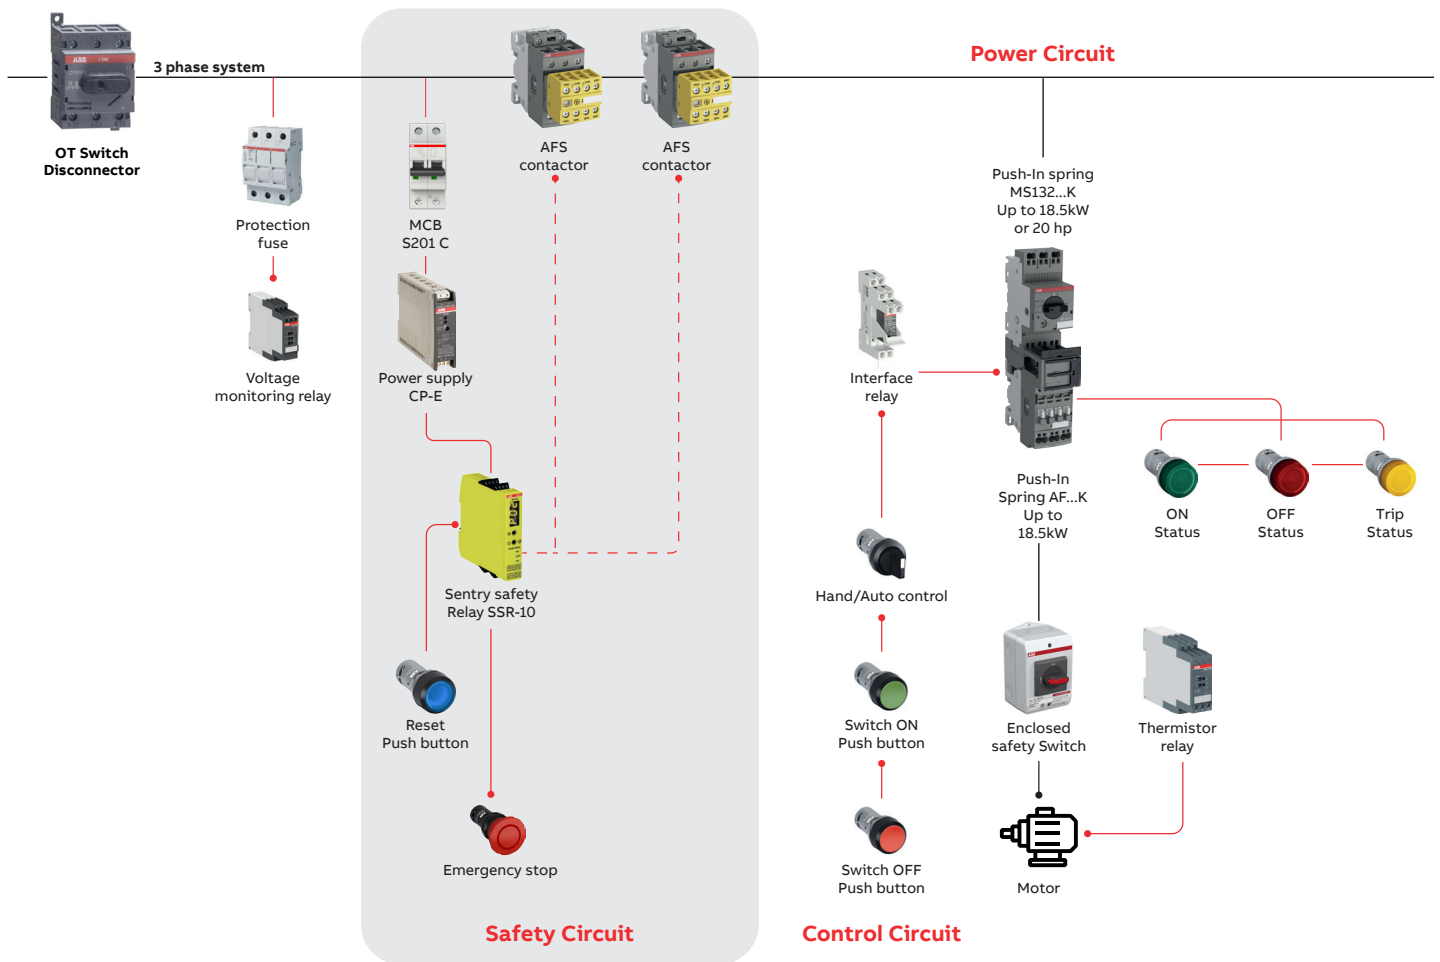 Power Circuit
3 phase system
ABB
OT Switch
Disconnector
Protection
fuse
Voltage
monitoring relay
MCB
S201 C
Power supply
CP-E
AFS
contactor
AFS
contactor
Sentry safety
Relay SSR-10
Reset
Push button
Emergency stop
Safety Circuit
Push-In spring
MS132...K
Up to 18.5kW
or 20 hp
Interface
relay
Push-In
Spring AF...K
Up to
18.5kW
ON
Status
OFF
Status
Trip
Status
Hand/Auto control
Switch ON
Push button
Switch OFF
Push button
Enclosed
safety Switch
Thermistor
relay
Motor
Control Circuit